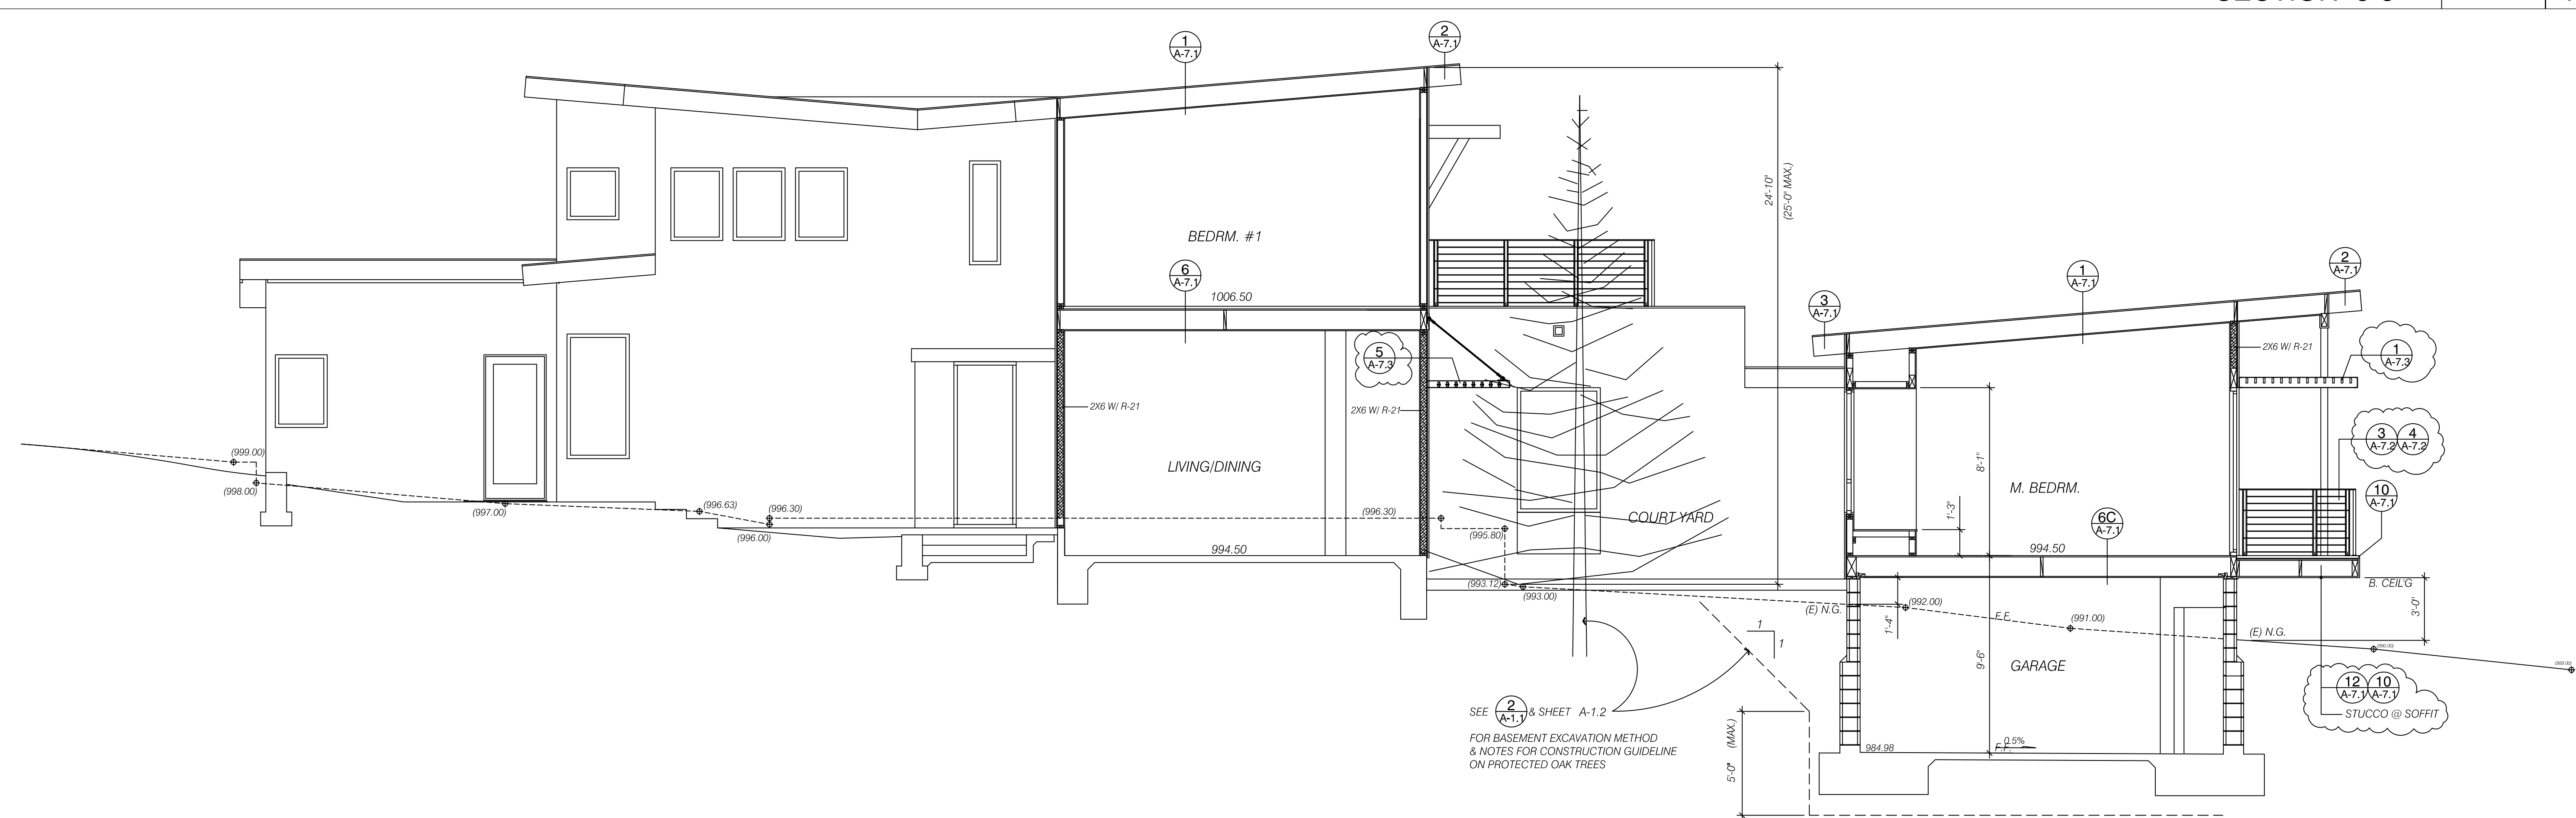 1
A-7.1
2
A-7.1
24'-10"
(25'-0" MAX.)
BEDRM. #1
6
A-7.1
1006.50
3
A-7.1
1
A-7.1
2
A-7.1
5
A-7.3
2X6 W/ R-21
1
A-7.3
2X6 W/ R-21
2X6 W/ R-21
3
A-7.2
4
A-7.2
(999.00)
(998.00)
LIVING/DINING
8'-1"
M. BEDRM.
10
A-7.1
(997.00)
(996.63)
(996.30)
(996.00)
(996.30)
(995.80)
COURT YARD
1'-3"
6C
A-7.1
994.50
994.50
(993.12)
(993.00)
B. CEIL'G
3'-0"
(E) N.G.
(992.00)
1'-4"
F.F.
(991.00)
(E) N.G.
1
1
9'-6"
GARAGE
12
A-7.1
10
A-7.1
STUCCO @ SOFFIT
SEE 2 A-1.1 & SHEET A-1.2
FOR BASEMENT EXCAVATION METHOD
& NOTES FOR CONSTRUCTION GUIDELINE
ON PROTECTED OAK TREES
5'-0" (MAX.)
984.98
0.5%
F.F.